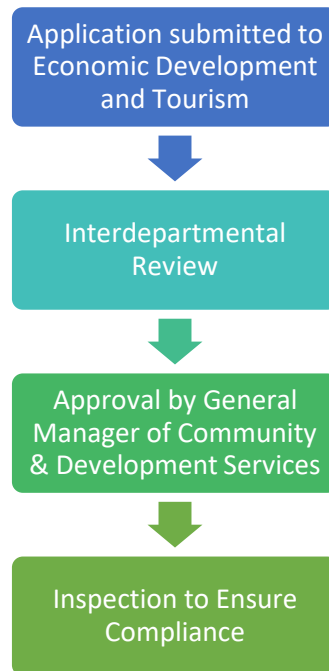 Application submitted to
Economic Development
and Tourism
Interdepartmental
Review
Approval by General
Manager of Community
& Development Services
Inspection to Ensure
Compliance